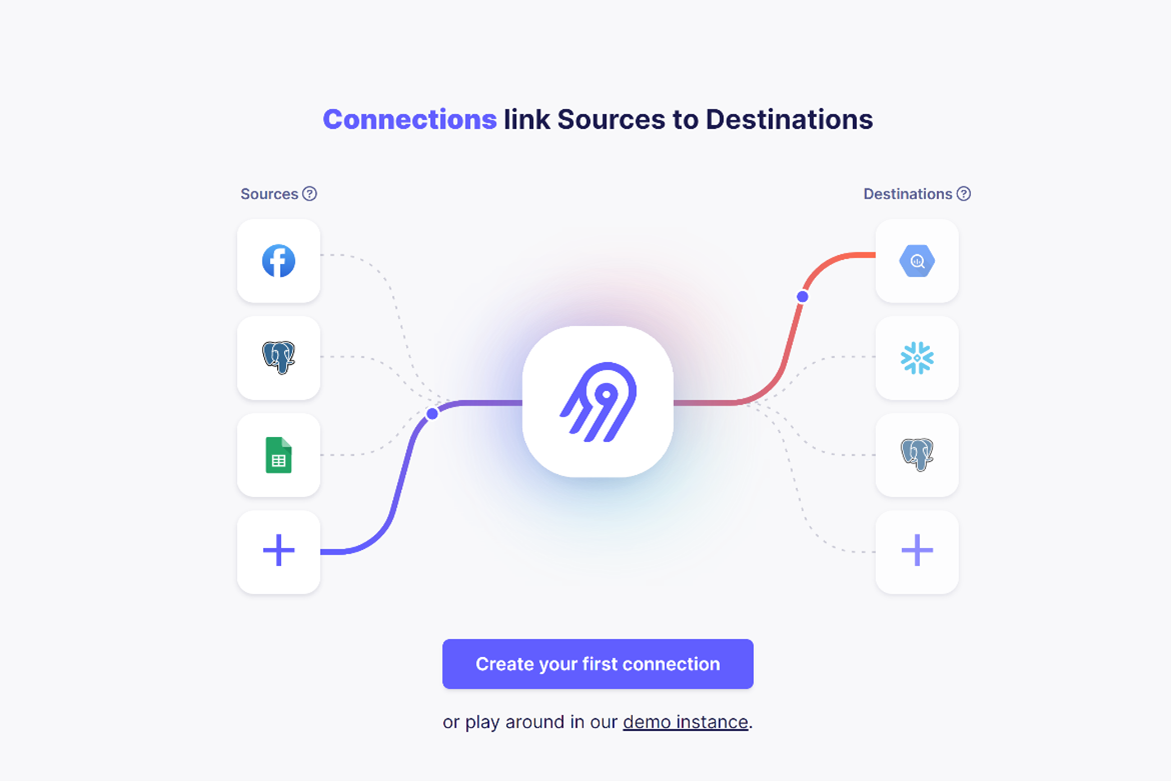 Connections link Sources to Destinations
Sources
Destinations
Create your first connection
or play around in our demo instance.